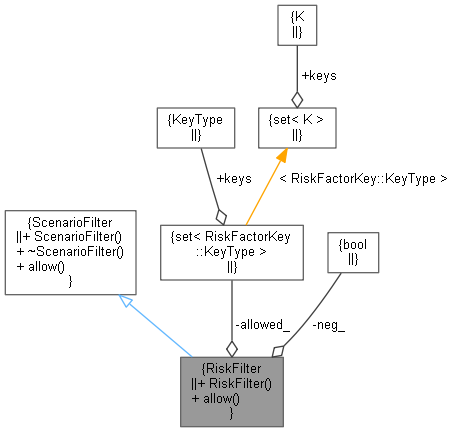 {K
||}
+keys
{KeyType
||}
{set< K >
||}
+keys
< RiskFactorKey::KeyType >
{ScenarioFilter
||+ ScenarioFilter()
+ ~ScenarioFilter()
+ allow()
}
{set< RiskFactorKey
::KeyType >
||}
{bool
||}
-allowed_
-neg_
{RiskFilter
||+ RiskFilter()
+ allow()
}